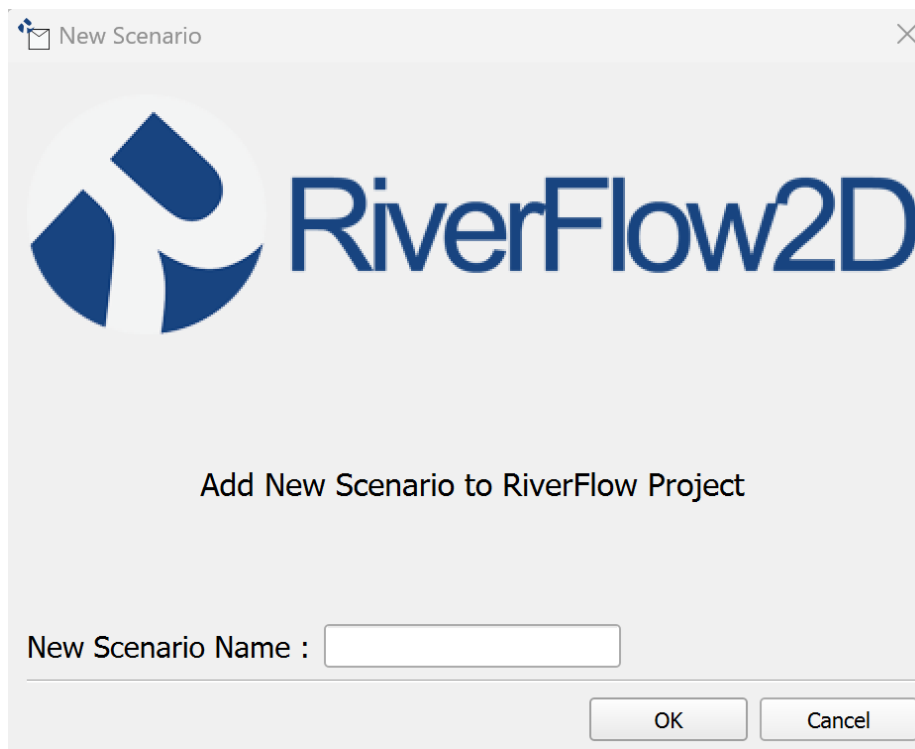 New Scenario
RiverFlow2D
Add New Scenario to RiverFlow Project
New Scenario Name :
OK Cancel